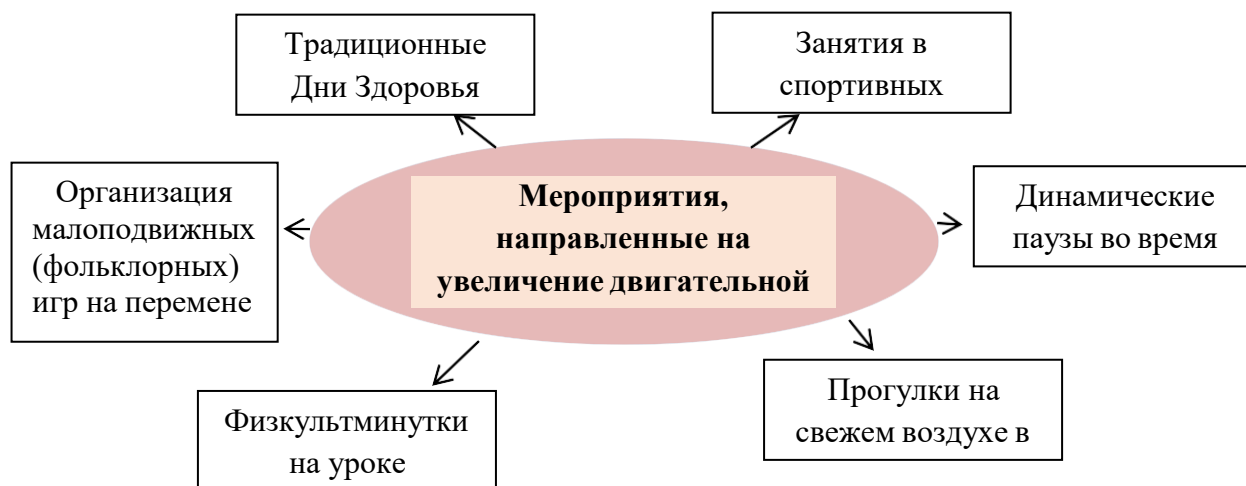 Традиционные
Дни Здоровья
Занятия в
спортивных
Организация
малоподвижных
(фольклорных)
игр на перемене
Мероприятия,
направленные на
увеличение двигательной
Динамические
паузы во время
Физкультминутки
на уроке
Прогулки на
свежем воздухе в